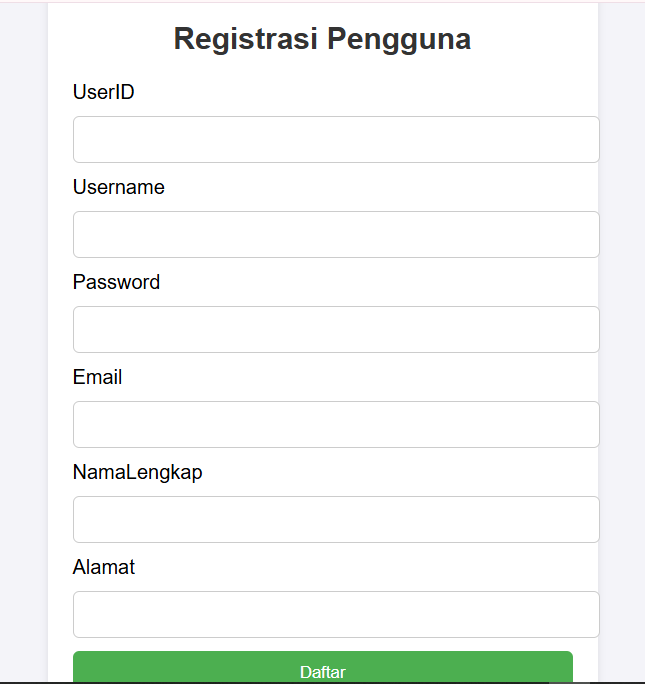 Registrasi Pengguna
UserID
Username
Password
Email
NamaLengkap
Alamat
Daftar